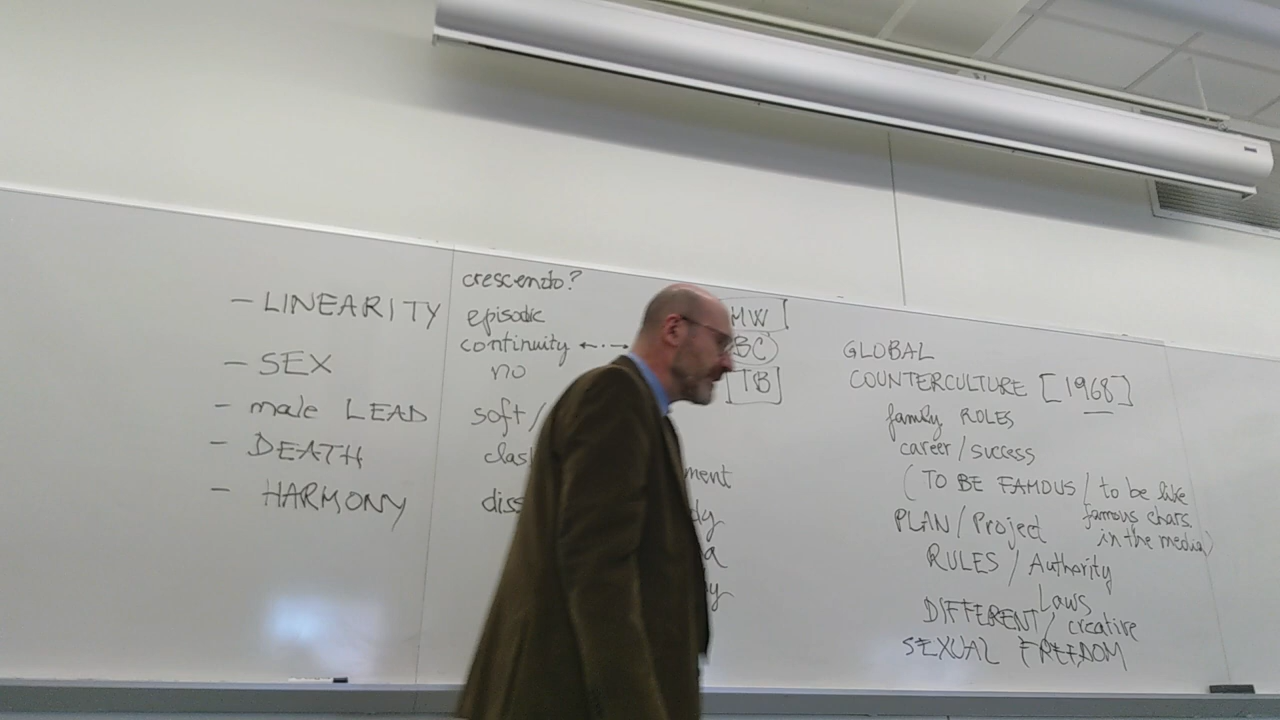 - LINEARITY
- SEX
- male LEAD
- DEATH
- HARMONY
crescendo?
episodic
continuity
no
soft/
MW
BC
TB
GLOBAL
COUNTERCULTURE [1968]
family ROLES
career/success
(TO BE FAMOUS / to be like
famous chars.
in the media)
PLAN/Project
RULES / Authority
Laws
DIFFERENT / creative
SEXUAL FREEDOM